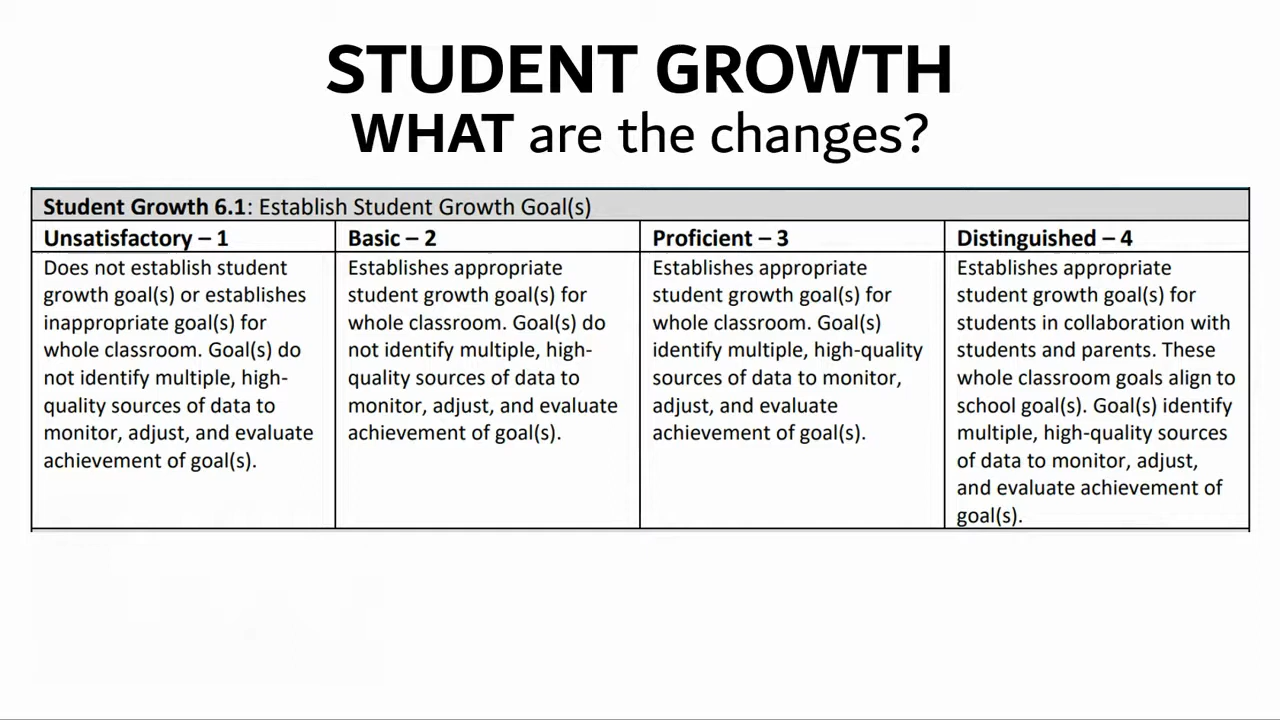 STUDENT GROWTH
WHAT are the changes?
Student Growth 6.1: Establish Student Growth Goal(s)
Unsatisfactory – 1
Does not establish student
growth goal(s) or establishes
inappropriate goal(s) for
whole classroom. Goal(s) do
not identify multiple, high-
quality sources of data to
monitor, adjust, and evaluate
achievement of goal(s).
Basic – 2
Establishes appropriate
student growth goal(s) for
whole classroom. Goal(s) do
not identify multiple, high-
quality sources of data to
monitor, adjust, and evaluate
achievement of goal(s).
Proficient – 3
Establishes appropriate
student growth goal(s) for
whole classroom. Goal(s)
identify multiple, high-quality
sources of data to monitor,
adjust, and evaluate
achievement of goal(s).
Distinguished – 4
Establishes appropriate
student growth goal(s) for
students in collaboration with
students and parents. These
whole classroom goals align to
school goal(s). Goal(s) identify
multiple, high-quality sources
of data to monitor, adjust,
and evaluate achievement of
goal(s).